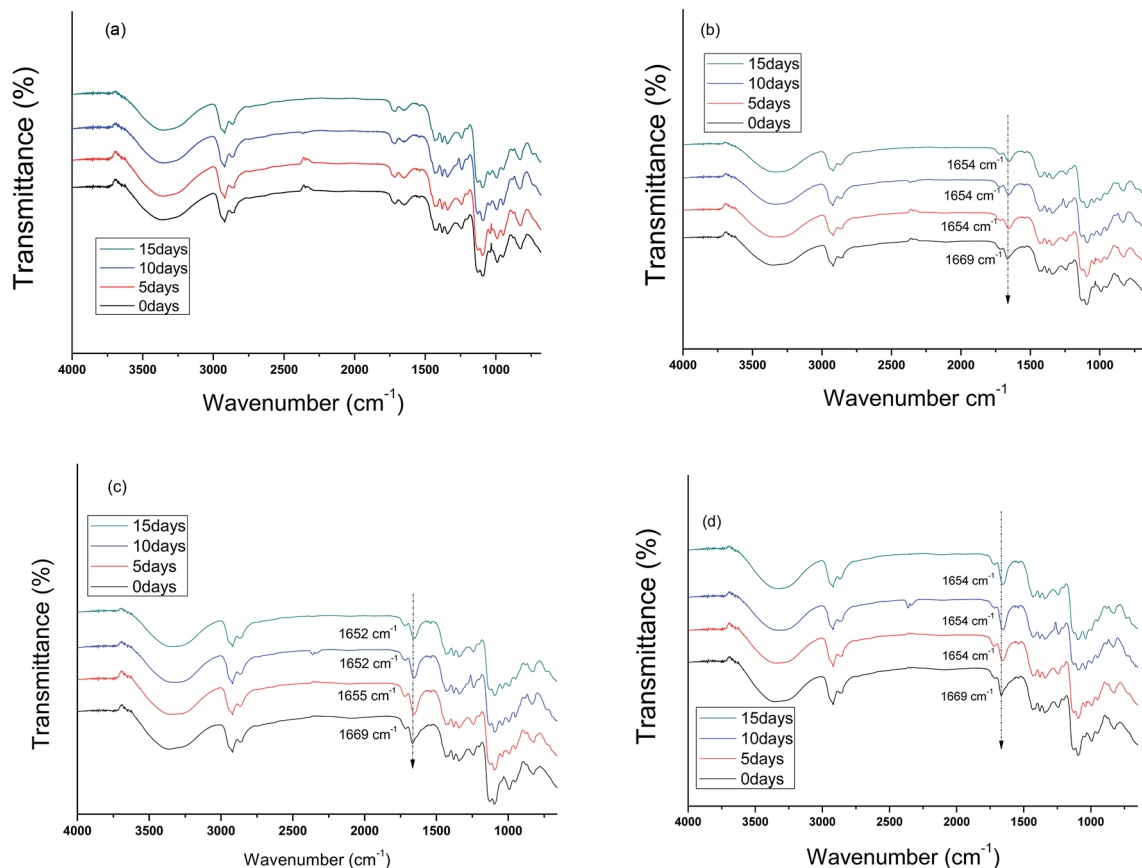 (a)
Transmittance (%)
15days
10days
5days
0days
4000 3500 3000 2500 2000 1500 1000
Wavenumber (cm-1)
(b)
Transmittance (%)
15days
10days
5days
0days
1654 cm-1
1654 cm-1
1654 cm-1
1669 cm-1
4000 3500 3000 2500 2000 1500 1000
Wavenumber cm-1
(c)
Transmittance (%)
15days
10days
5days
0days
1652 cm-1
1652 cm-1
1655 cm-1
1669 cm-1
4000 3500 3000 2500 2000 1500 1000
Wavenumber (cm-1)
(d)
Transmittance (%)
1654 cm-1
1654 cm-1
1654 cm-1
1669 cm-1
15days
10days
5days
0days
4000 3500 3000 2500 2000 1500 1000
Wavenumber (cm-1)